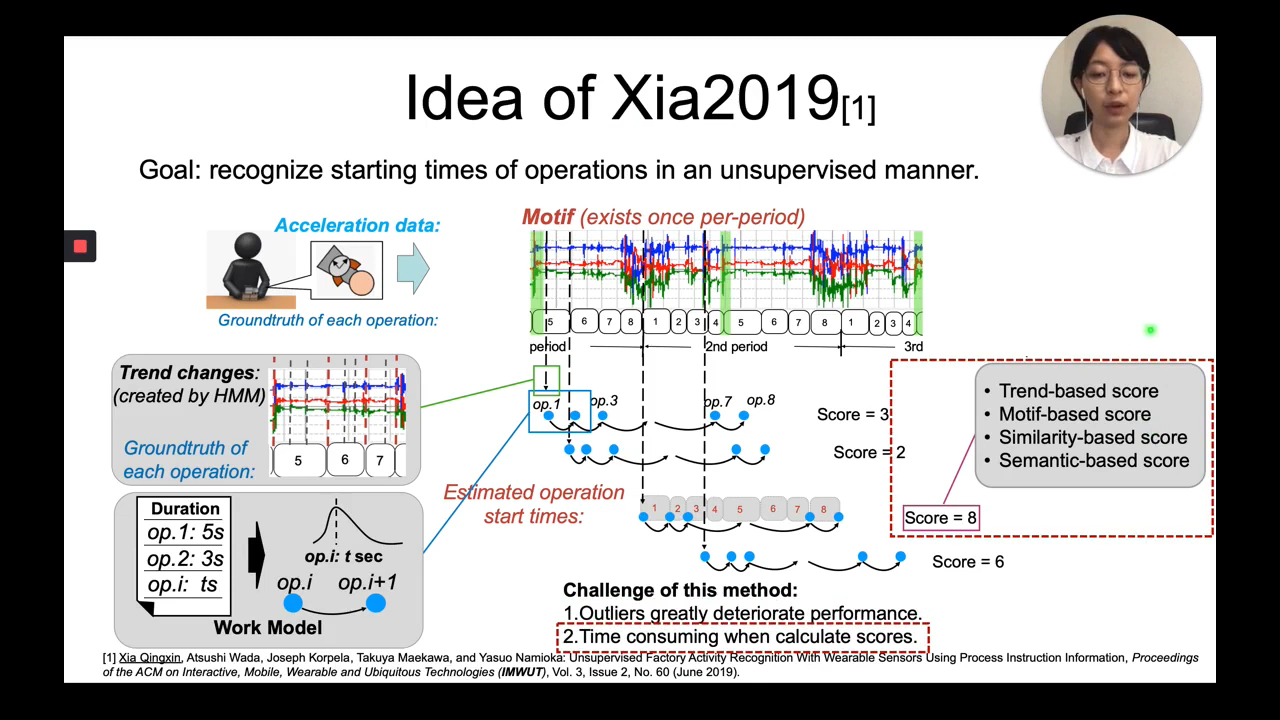 Idea of Xia2019[1]
Goal: recognize starting times of operations in an unsupervised manner.
Acceleration data:
Groundtruth of each operation:
Motif (exists once per-period)
5 6 7 8 1 2 3 4 5 6 7 8 1 2 3 4
period 2nd period 3rd
Trend changes:
(created by HMM)
Groundtruth of
each operation:
5 6 7
op.1 op.3 op.7 op.8
Score = 3
Score = 2
Estimated operation
start times:
1 2 3 4 5 6 7 8
Score = 6
• Trend-based score
• Motif-based score
• Similarity-based score
• Semantic-based score
Score = 8
Duration
op.1: 5s
op.2: 3s
op.i: ts
op.i: t sec
op.i op.i+1
Work Model
Challenge of this method:
1.Outliers greatly deteriorate performance.
2.Time consuming when calculate scores.
[1] Xia Qingxin, Atsushi Wada, Joseph Korpela, Takuya Maekawa, and Yasuo Namioka: Unsupervised Factory Activity Recognition With Wearable Sensors Using Process Instruction Information, Proceedings
of the ACM on Interactive, Mobile, Wearable and Ubiquitous Technologies (IMWUT), Vol. 3, Issue 2, No. 60 (June 2019).